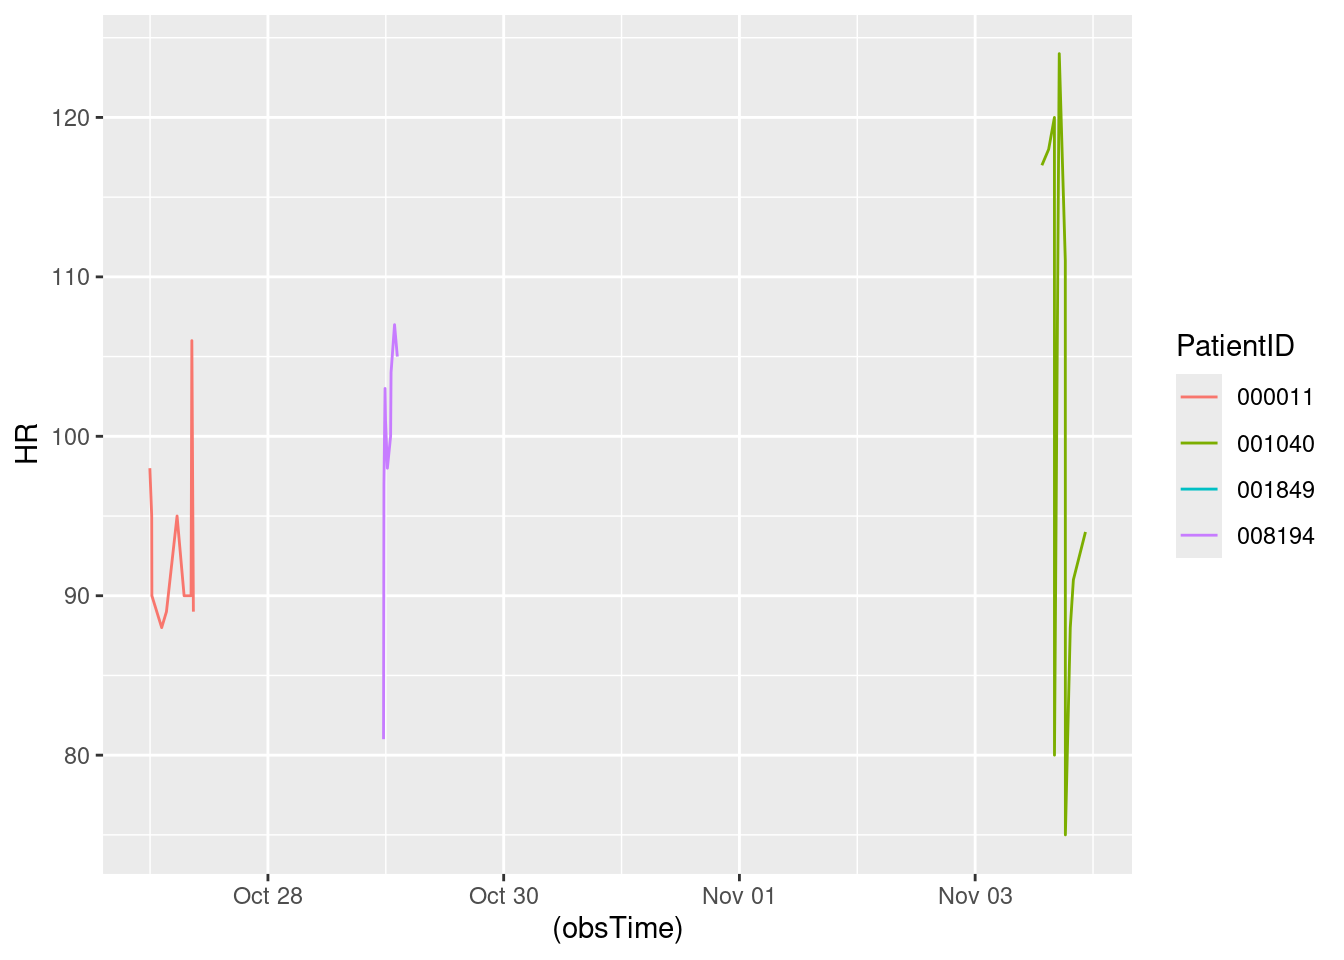 120
110
100
90
80
HR
Oct 28
Oct 30
Nov 01
Nov 03
(obsTime)
PatientID
000011
001040
001849
008194